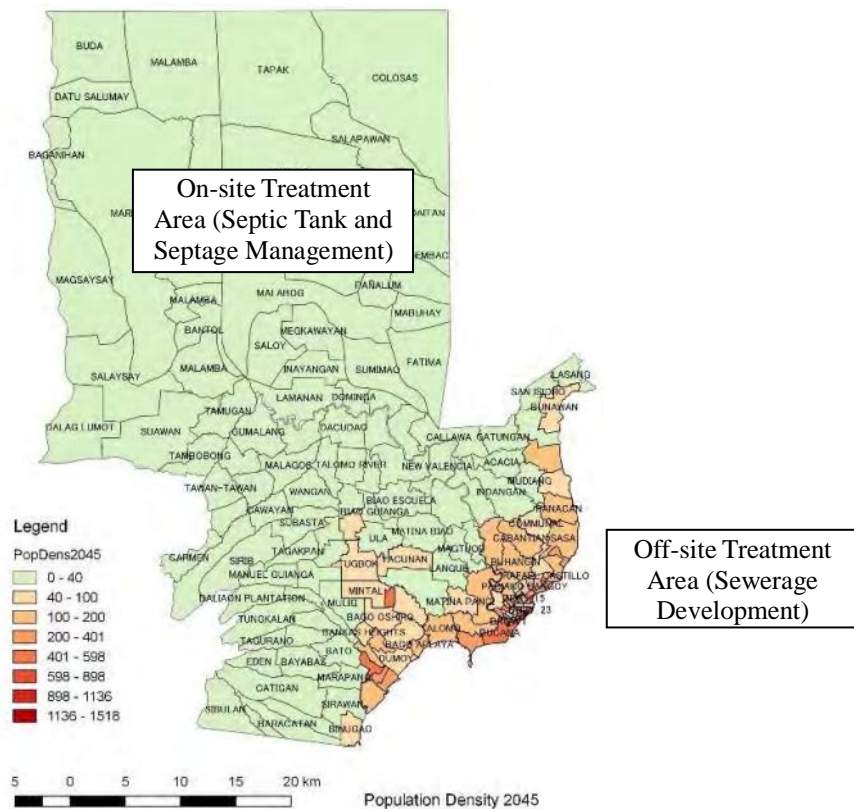 BUDA
MALAMBA
TAPAK
COLOSAS
DATU SALUMAY
SALAPAWAN
BAGANIHAN
On-site Treatment
Area (Septic Tank and
Septage Management)
MAGSAYSAY
PAÑALUM
MALAMBA
MALABOG
MABUHAY
BANTOL
MEGKAWAYAN
SALOY
FATIMA
MALAMBA
INAYANGAN
SUMIMAO
SALAYSAY
LASANG
SAN ISIDRO
LAMANAN
DOMINGA
BUNAWAN
TAMUGAN
DALAG LUMOT
SUAWAN
GUMALANG
DACUDAO
CALLAWA
GATUNGAN
TAMBOBONG
MALAGOS
TALOMO RIVER
NEW VALENCIA
ACACIA
MUDIANG
TAWAN-TAWAN
WANGAN
INDANGAN
BIAO ESCUELA
CAWAYAN
BIAO GUIANGA
PANACAN
Legend
SUBASTA
MATINA BIAO
COMMUNAL
ULA
CABANTIAN
SASA
PopDens2045
CARMEN
SIRIB
TAGAKPAN
TUGBOK
TACUNAN
MAGTUOD
0 - 40
MANUEL GUIANGA
LANGUB
BUHANGIN
Off-site Treatment
Area (Sewerage
Development)
40 - 100
DALIAON PLANTATION
MINTAL
RAFAEL CASTILLO
100 - 200
MULIG
MATINA PANGI
23
200 - 401
TUNGKALAN
BAGO OSHIRO
TALOMO
BUCANA
401 - 598
TAGURANO
BANKAS HEIGHTS
BAGO APLAYA
598 - 898
BATO
DUMOY
898 - 1136
EDEN
BAYABAS
MARAPANG
1136 - 1518
CATIGAN
SIRAWAN
SIBULAN
BARACATAN
BINUGAO
5 0 5 10 15 20 km
Population Density 2045